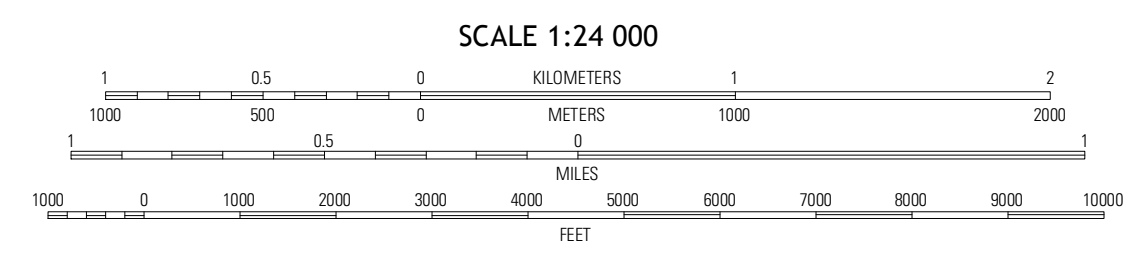 SCALE 1:24 000
1 0.5 0 KILOMETERS 1 2
1000 500 0 METERS 1000 2000
1 0.5 0 1
MILES
1000 0 1000 2000 3000 4000 5000 6000 7000 8000 9000 10000
FEET